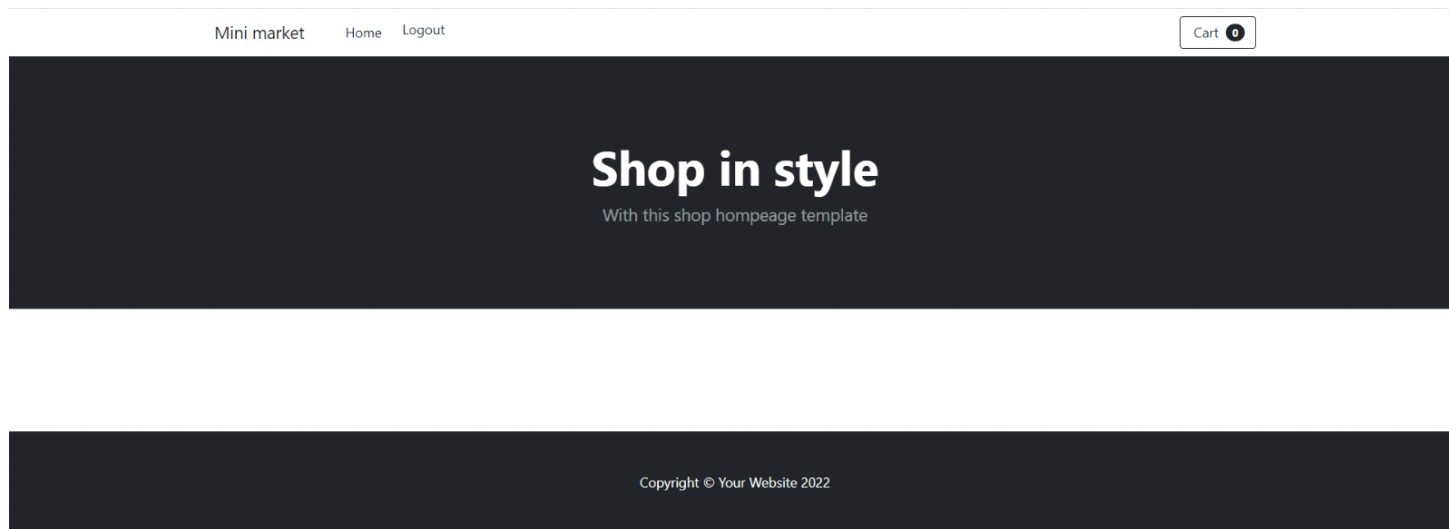 Mini market Home Logout Cart 0
Shop in style
With this shop hompeage template
Copyright © Your Website 2022